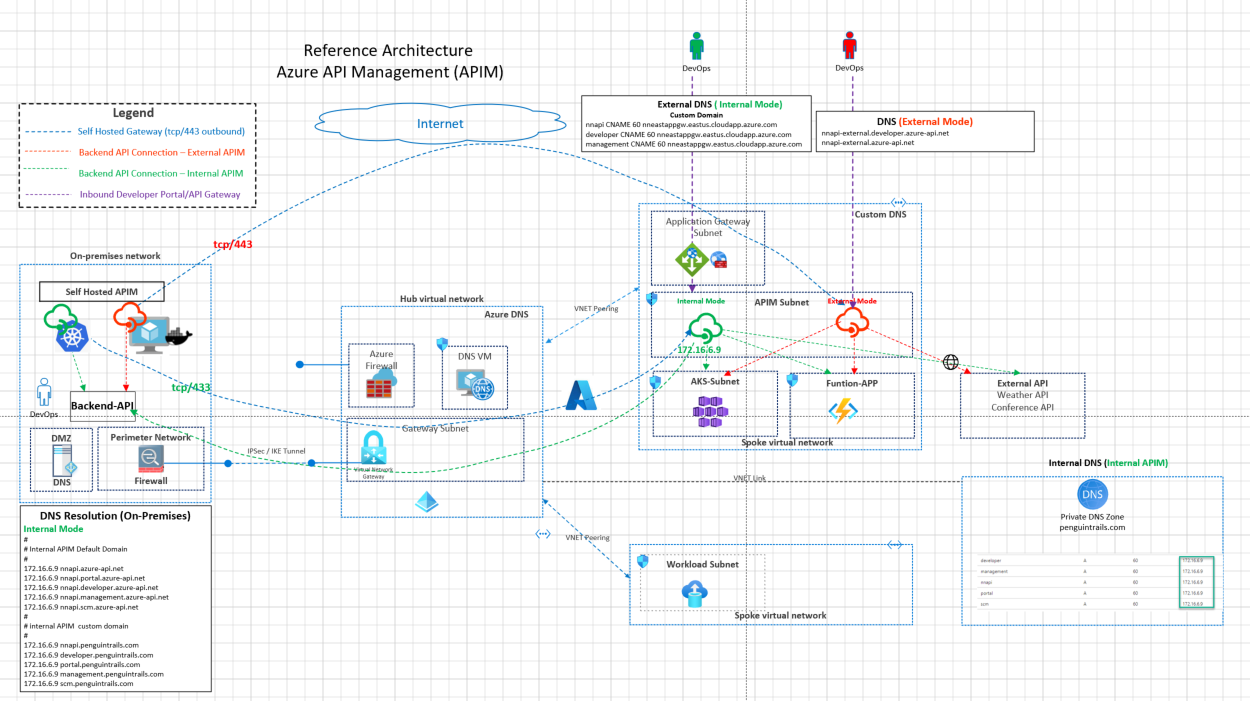 Reference Architecture
Azure API Management (APIM)
DevOps
DevOps
Legend
Self Hosted Gateway (tcp/443 outbound)
Backend API Connection – External APIM
Backend API Connection – Internal APIM
Inbound Developer Portal/API Gateway
Internet
External DNS ( Internal Mode)
Custom Domain
nnapi CNAME 60 nneastappgw.eastus.cloudapp.azure.com
developer CNAME 60 nneastappgw.eastus.cloudapp.azure.com
management CNAME 60 nneastappgw.eastus.cloudapp.azure.com
DNS (External Mode)
nnapi-external.developer.azure-api.net
nnapi-external.azure-api.net
Custom DNS
Application Gateway
Subnet
tcp/443
On-premises network
Self Hosted APIM
tcp/433
DevOps
Backend-API
DMZ
DNS
Perimeter Network
Firewall
IPSec / IKE Tunnel
Hub virtual network
Azure DNS
Azure
Firewall
DNS VM
DNS
Gateway Subnet
Virtual Network
Gateway
VNET Peering
Internal Mode
APIM Subnet
External Mode
172.16.6.9
AKS-Subnet
Funtion-APP
Spoke virtual network
External API
Weather API
Conference API
VNET Link
VNET Peering
Workload Subnet
Spoke virtual network
Internal DNS (Internal APIM)
DNS
Private DNS Zone
penguintrails.com
developer A 60 172.16.6.9
management A 60 172.16.6.9
nnapi A 60 172.16.6.9
portal A 60 172.16.6.9
scm A 60 172.16.6.9
DNS Resolution (On-Premises)
Internal Mode
#
# Internal APIM Default Domain
#
172.16.6.9 nnapi.azure-api.net
172.16.6.9 nnapi.portal.azure-api.net
172.16.6.9 nnapi.developer.azure-api.net
172.16.6.9 nnapi.management.azure-api.net
172.16.6.9 nnapi.scm.azure-api.net
#
# internal APIM custom domain
#
172.16.6.9 nnapi.penguintrails.com
172.16.6.9 developer.penguintrails.com
172.16.6.9 portal.penguintrails.com
172.16.6.9 management.penguintrails.com
172.16.6.9 scm.penguintrails.com